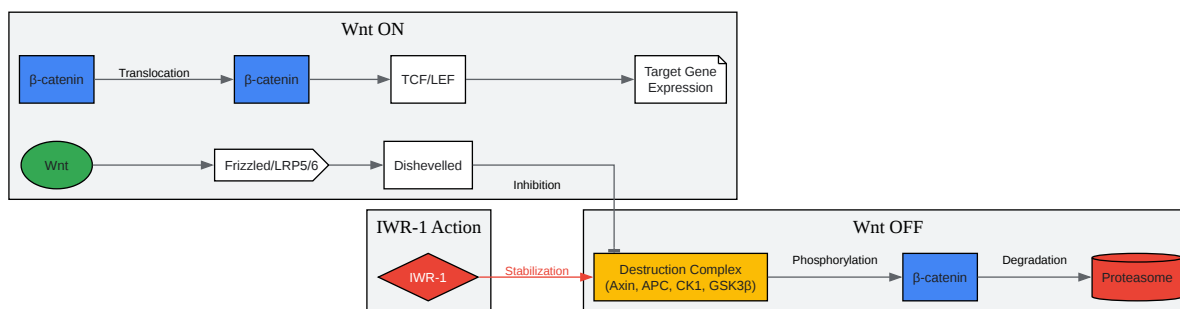 Wnt ON
β-catenin
Translocation
β-catenin
TCF/LEF
Target Gene
Expression
Wnt
Frizzled/LRP5/6
Dishevelled
Inhibition
IWR-1 Action
Wnt OFF
IWR-1
Stabilization
Destruction Complex
(Axin, APC, CK1, GSK3β)
Phosphorylation
β-catenin
Degradation
Proteasome